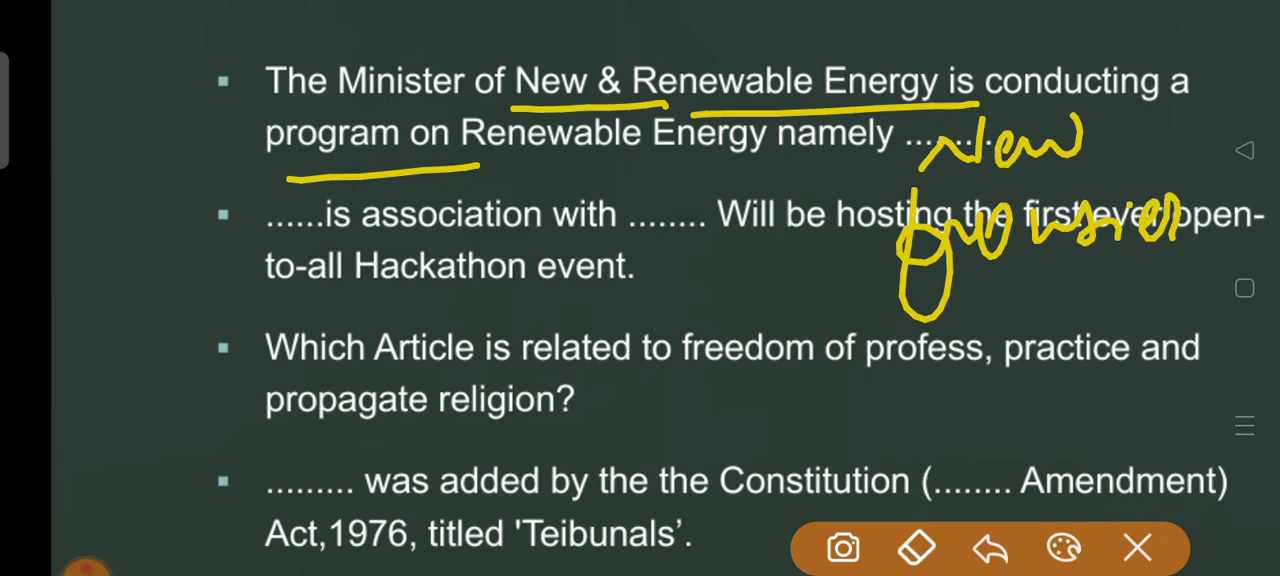 The Minister of New & Renewable Energy is conducting a
program on Renewable Energy namely ..........
New
......is association with ........ Will be hosting the first ever open-
to-all Hackathon event.
Which Article is related to freedom of profess, practice and
propagate religion?
......... was added by the the Constitution (........ Amendment)
Act,1976, titled 'Teibunals’.